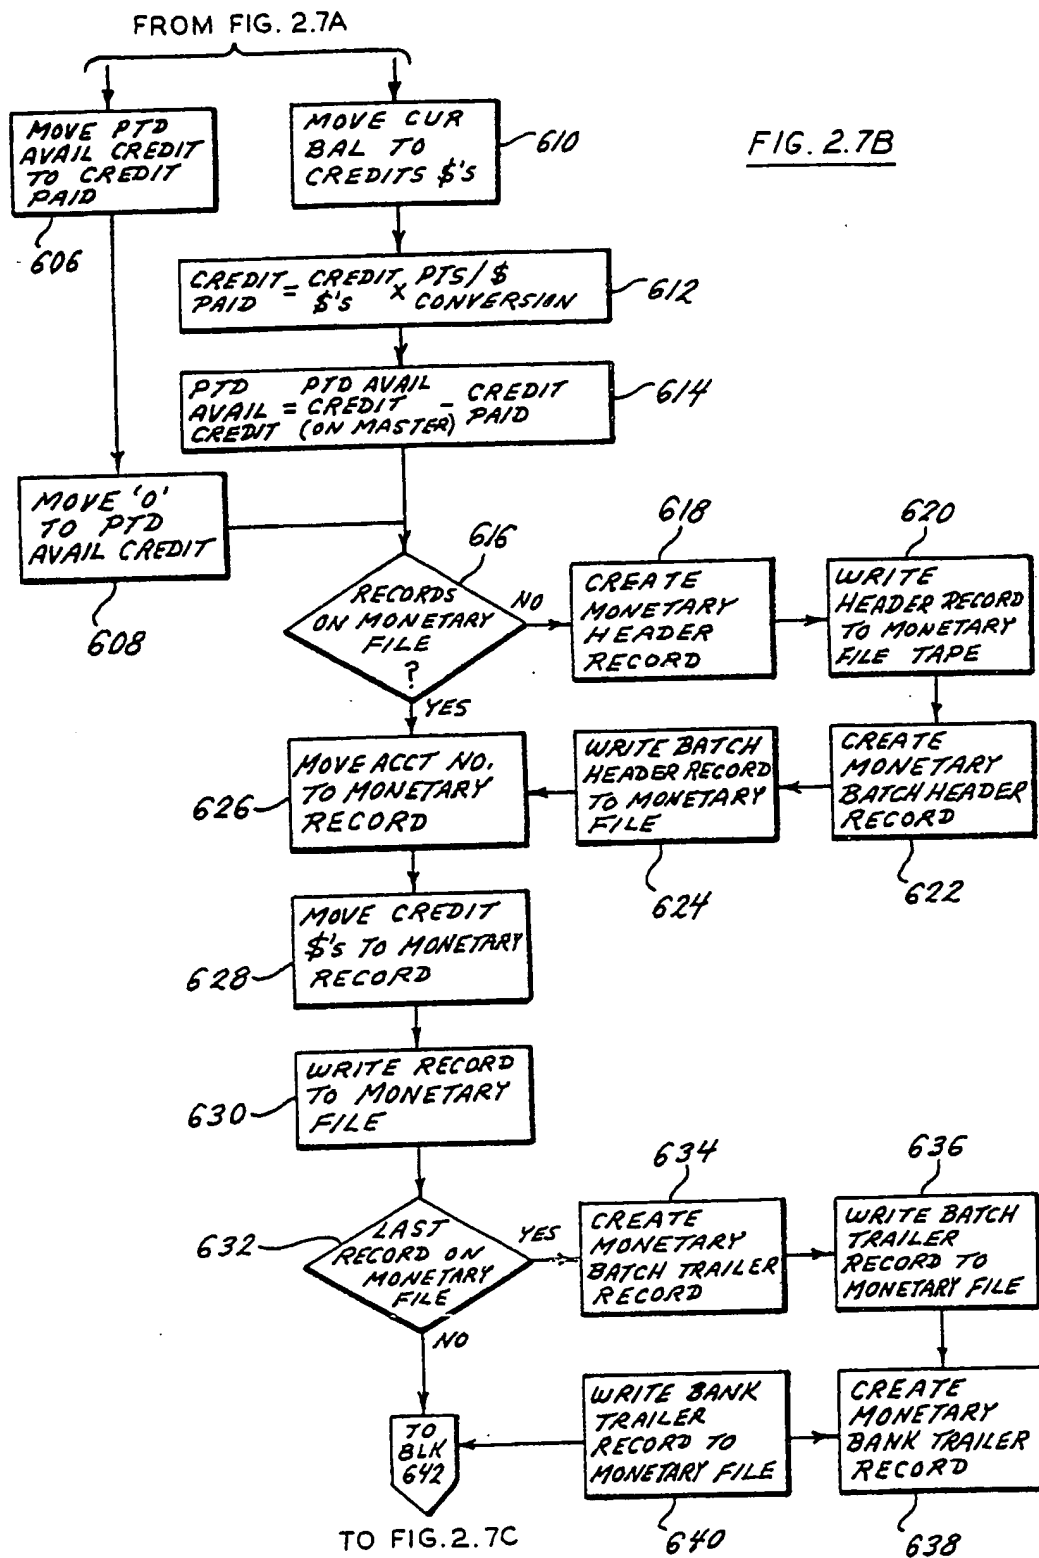 FROM FIG. 2.7A
FIG. 2.7B
MOVE PTD
AVAIL CREDIT
TO CREDIT
PAID
606
MOVE CUR
BAL TO
CREDITS $'S
610
CREDIT PAID = CREDIT $'S x PTS/$ CONVERSION
612
PTD AVAIL CREDIT = PTD AVAIL CREDIT (ON MASTER) - CREDIT PAID
614
MOVE '0'
TO PTD
AVAIL CREDIT
608
RECORDS
ON MONETARY
FILE
?
616
NO
YES
CREATE
MONETARY
HEADER
RECORD
618
WRITE
HEADER RECORD
TO MONETARY
FILE TAPE
620
CREATE
MONETARY
BATCH HEADER
RECORD
622
WRITE BATCH
HEADER RECORD
TO MONETARY
FILE
624
MOVE ACCT NO.
TO MONETARY
RECORD
626
MOVE CREDIT
$'S TO MONETARY
RECORD
628
WRITE RECORD
TO MONETARY
FILE
630
LAST
RECORD ON
MONETARY
FILE
632
YES
NO
CREATE
MONETARY
BATCH TRAILER
RECORD
634
WRITE BATCH
TRAILER
RECORD TO
MONETARY FILE
636
CREATE
MONETARY
BANK TRAILER
RECORD
638
WRITE BANK
TRAILER
RECORD TO
MONETARY FILE
640
TO
BLK
642
TO FIG. 2.7C